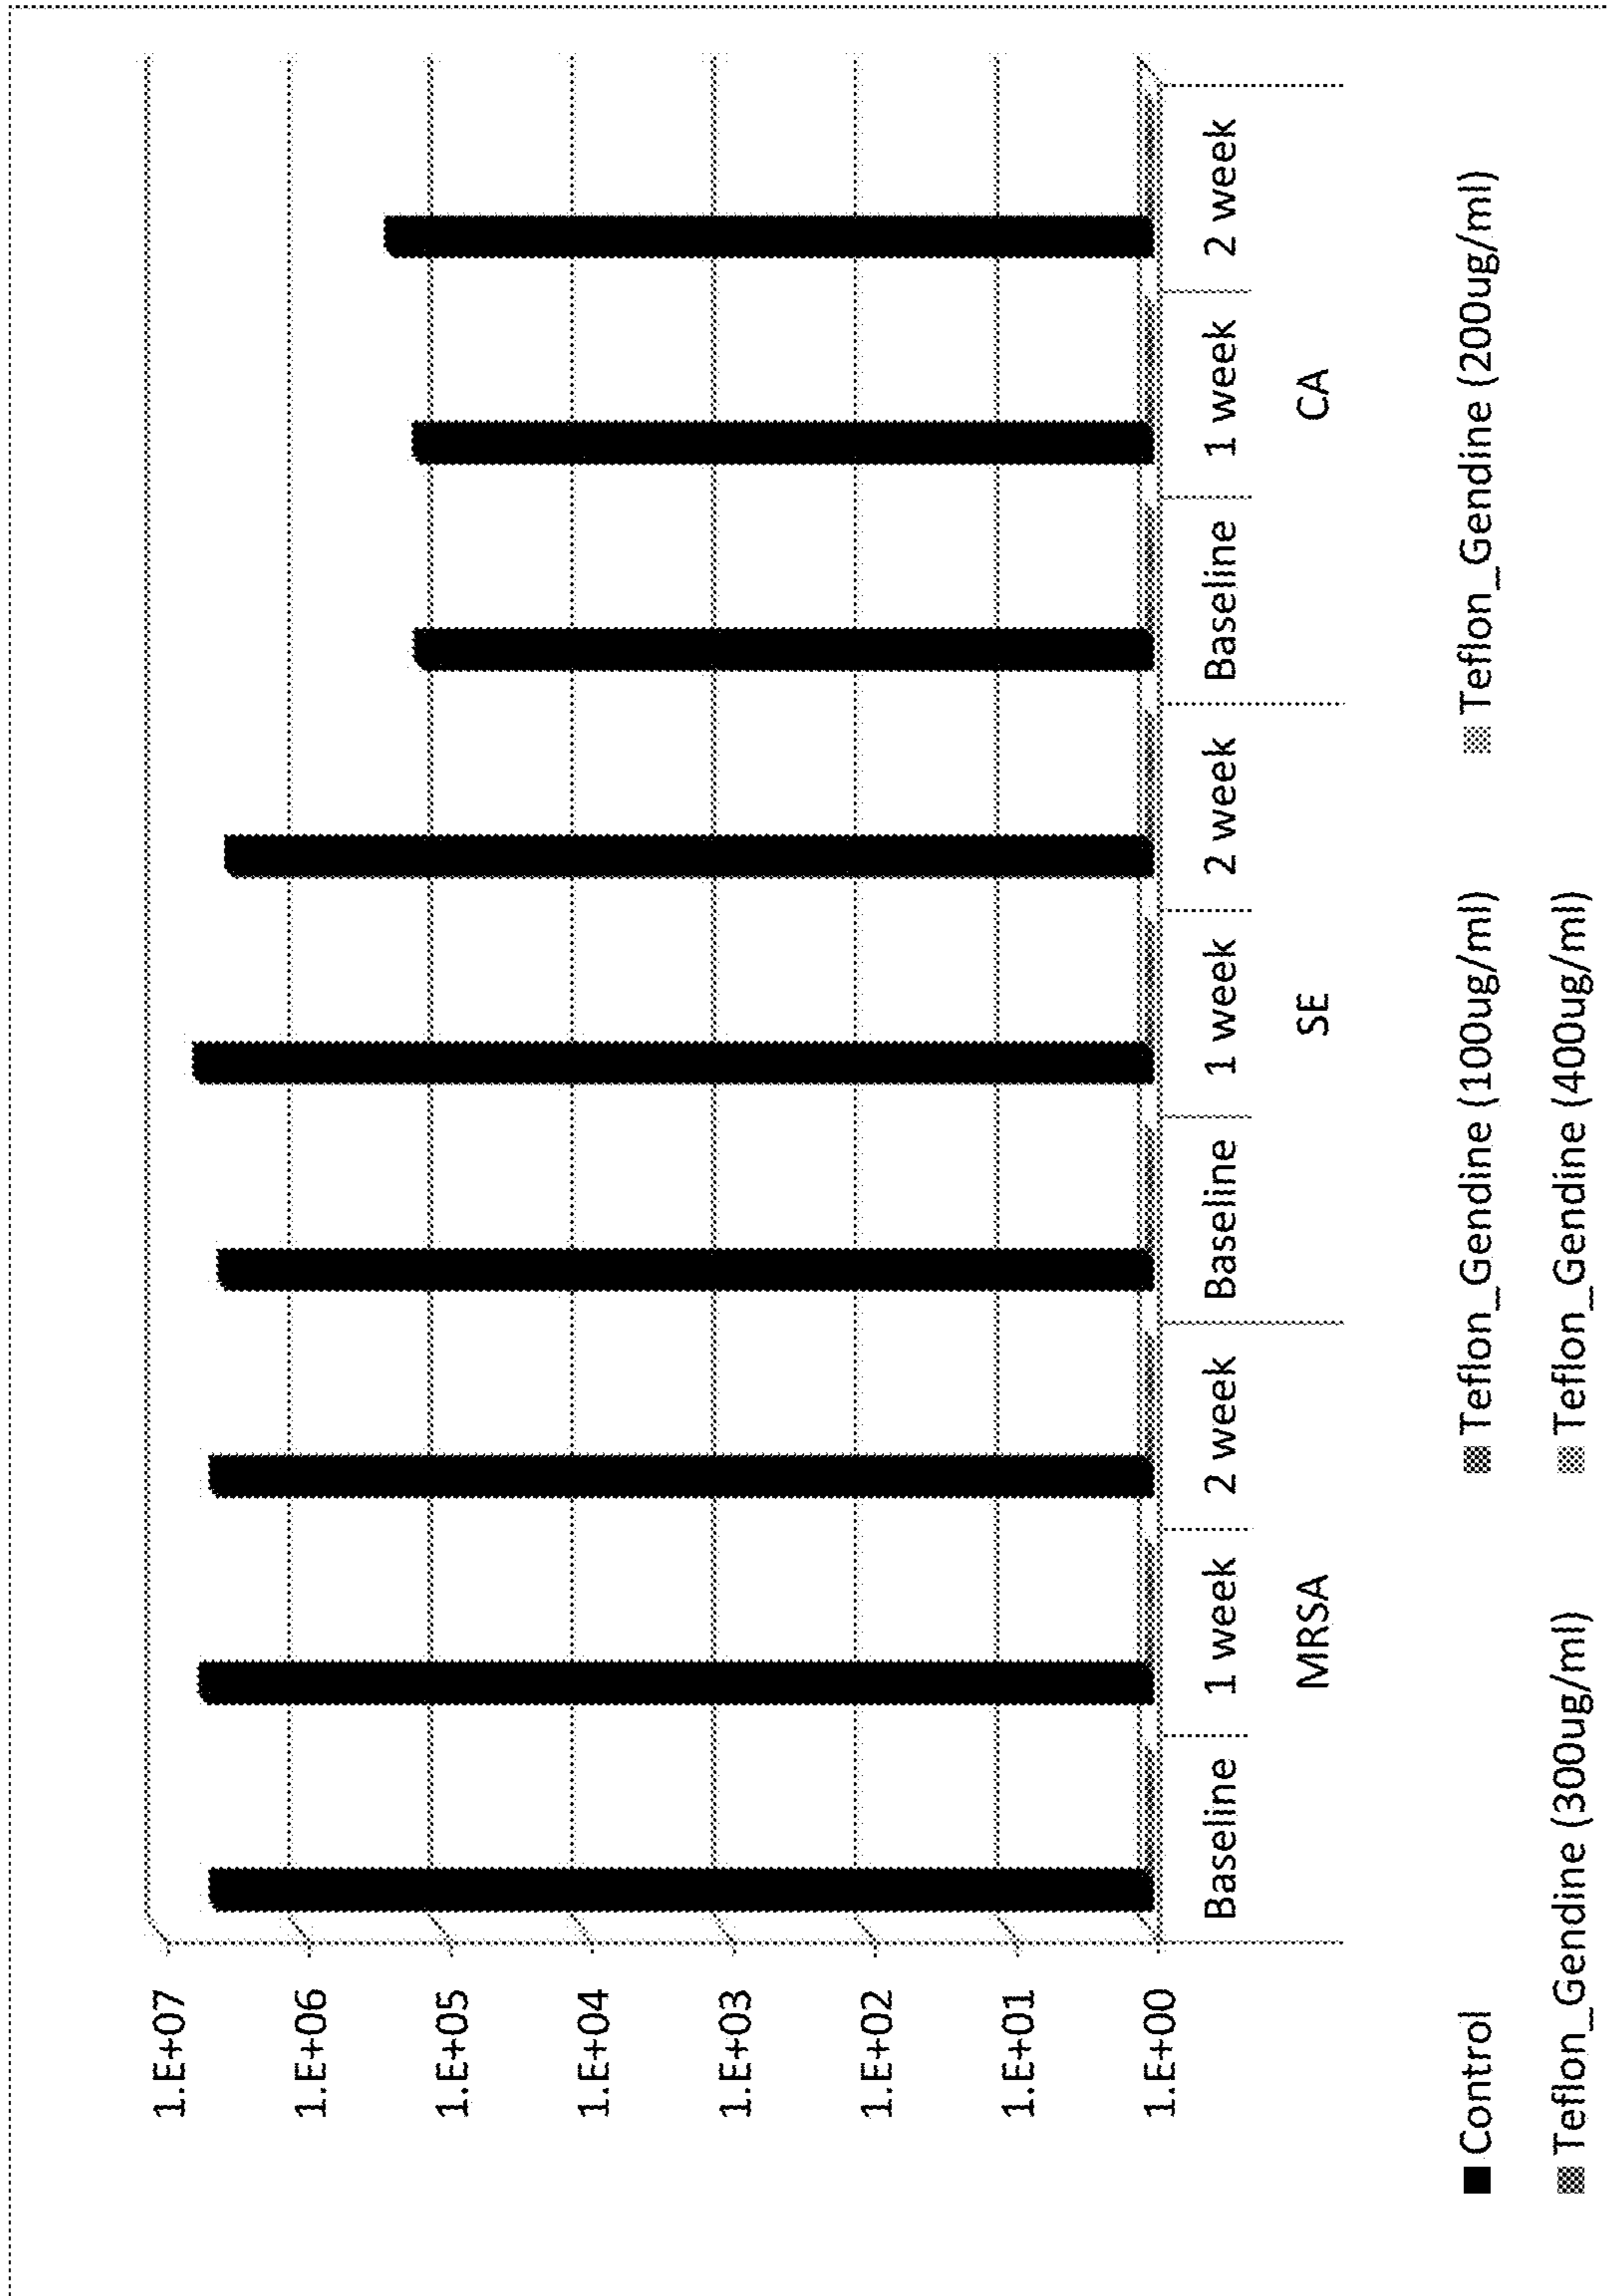 1.E+07
1.E+06
1.E+05
1.E+04
1.E+03
1.E+02
1.E+01
1.E+00
Baseline 1 week 2 week Baseline 1 week 2 week Baseline 1 week 2 week
MRSA SE CA
Control Teflon_Gendine (100ug/ml) Teflon_Gendine (200ug/ml)
Teflon_Gendine (300ug/ml) Teflon_Gendine (400ug/ml)